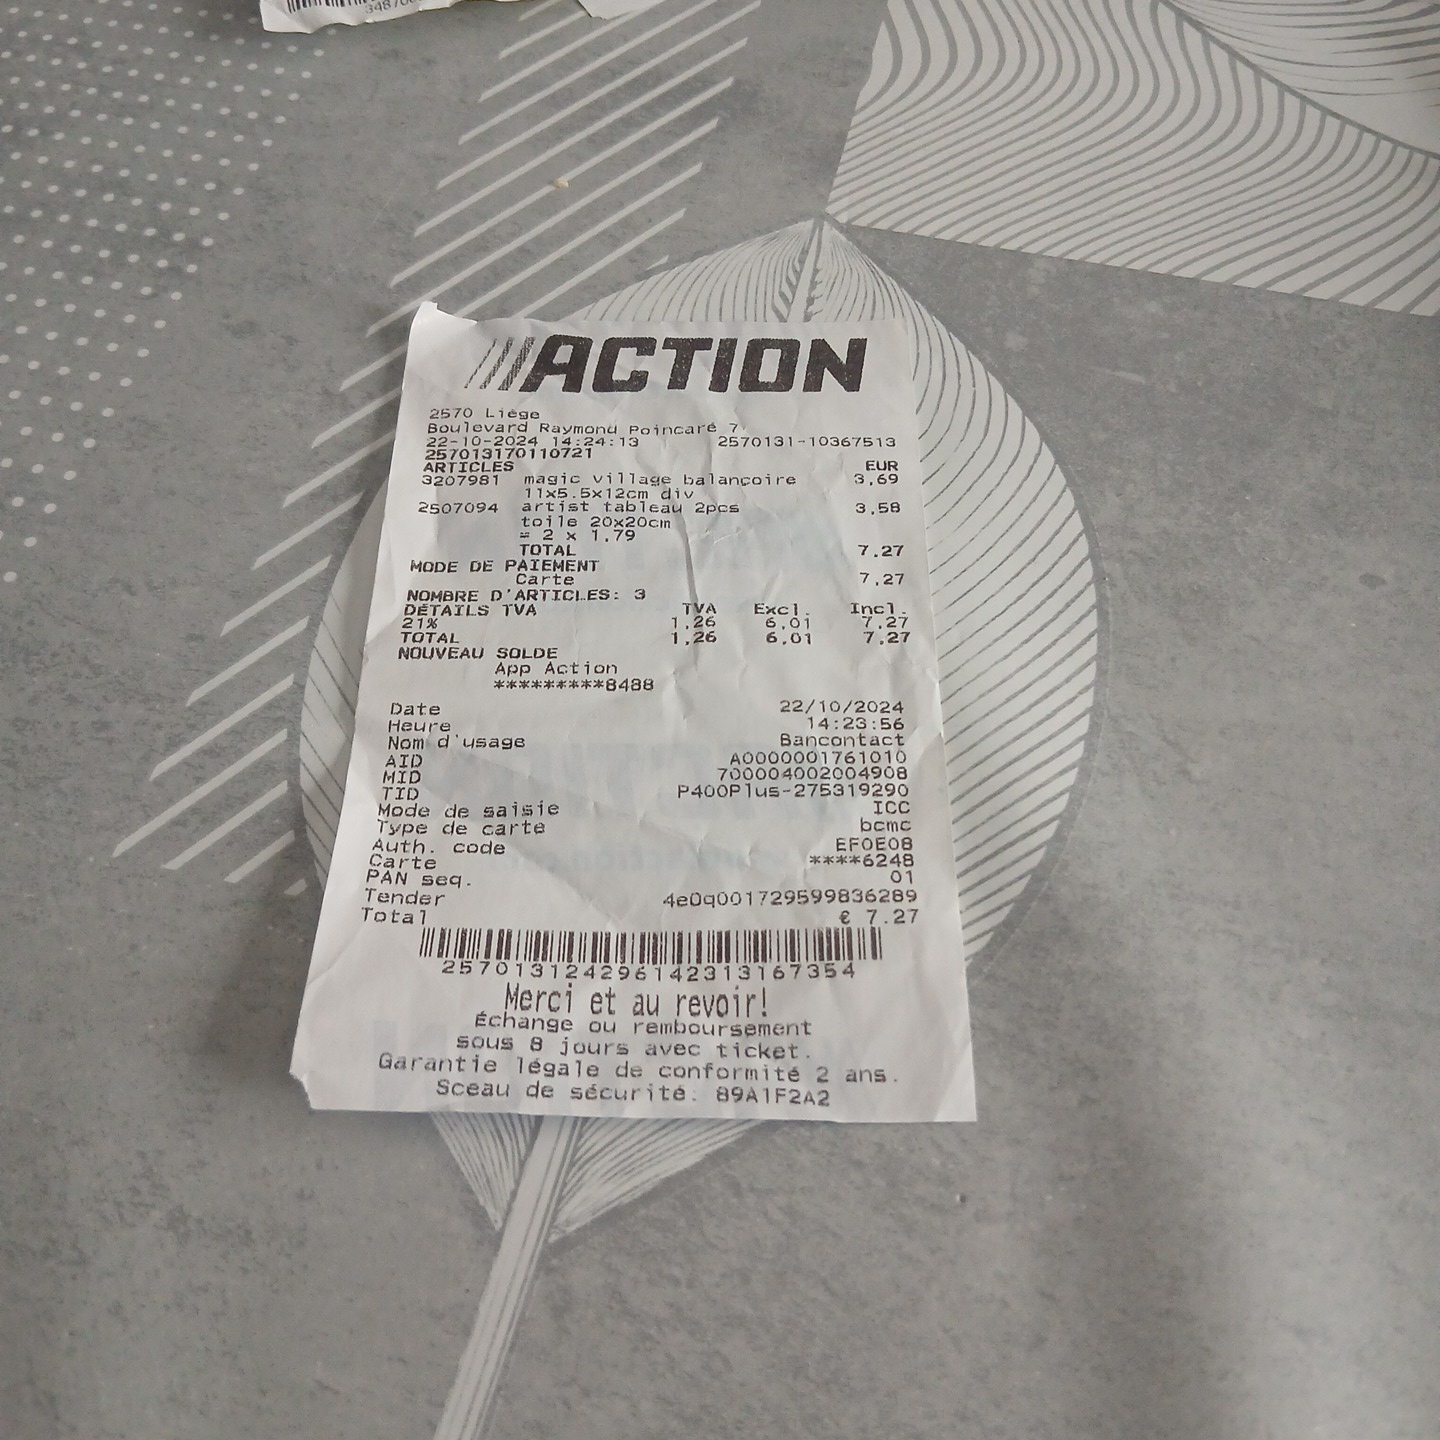 ACTION
2570 Liège
Boulevard Raymond Poincaré 7
22-10-2024 14:24:13 2570131-10367513
257013170110721
ARTICLES EUR
3207981 magic village balançoire 3,69
11x5.5x12cm div
2507094 artist tableau 2pcs 3,58
toile 20x20cm
= 2 x 1,79
TOTAL 7,27
MODE DE PAIEMENT
Carte 7,27
NOMBRE D'ARTICLES: 3
DÉTAILS TVA TVA Excl. Incl.
21% 1,26 6,01 7,27
TOTAL 1,26 6,01 7,27
NOUVEAU SOLDE
App Action
*********8488
Date 22/10/2024
Heure 14:23:56
Nom d'usage Bancontact
AID A0000001761010
MID 700004002004908
TID P400Plus-275319290
Mode de saisie ICC
Type de carte bcmc
Auth. code EF0E08
Carte ****6248
PAN seq. 01
Tender 4e0q001729599836289
Total € 7.27
257013124296142313167354
Merci et au revoir!
Échange ou remboursement
sous 8 jours avec ticket.
Garantie légale de conformité 2 ans.
Sceau de sécurité: 89A1F2A2